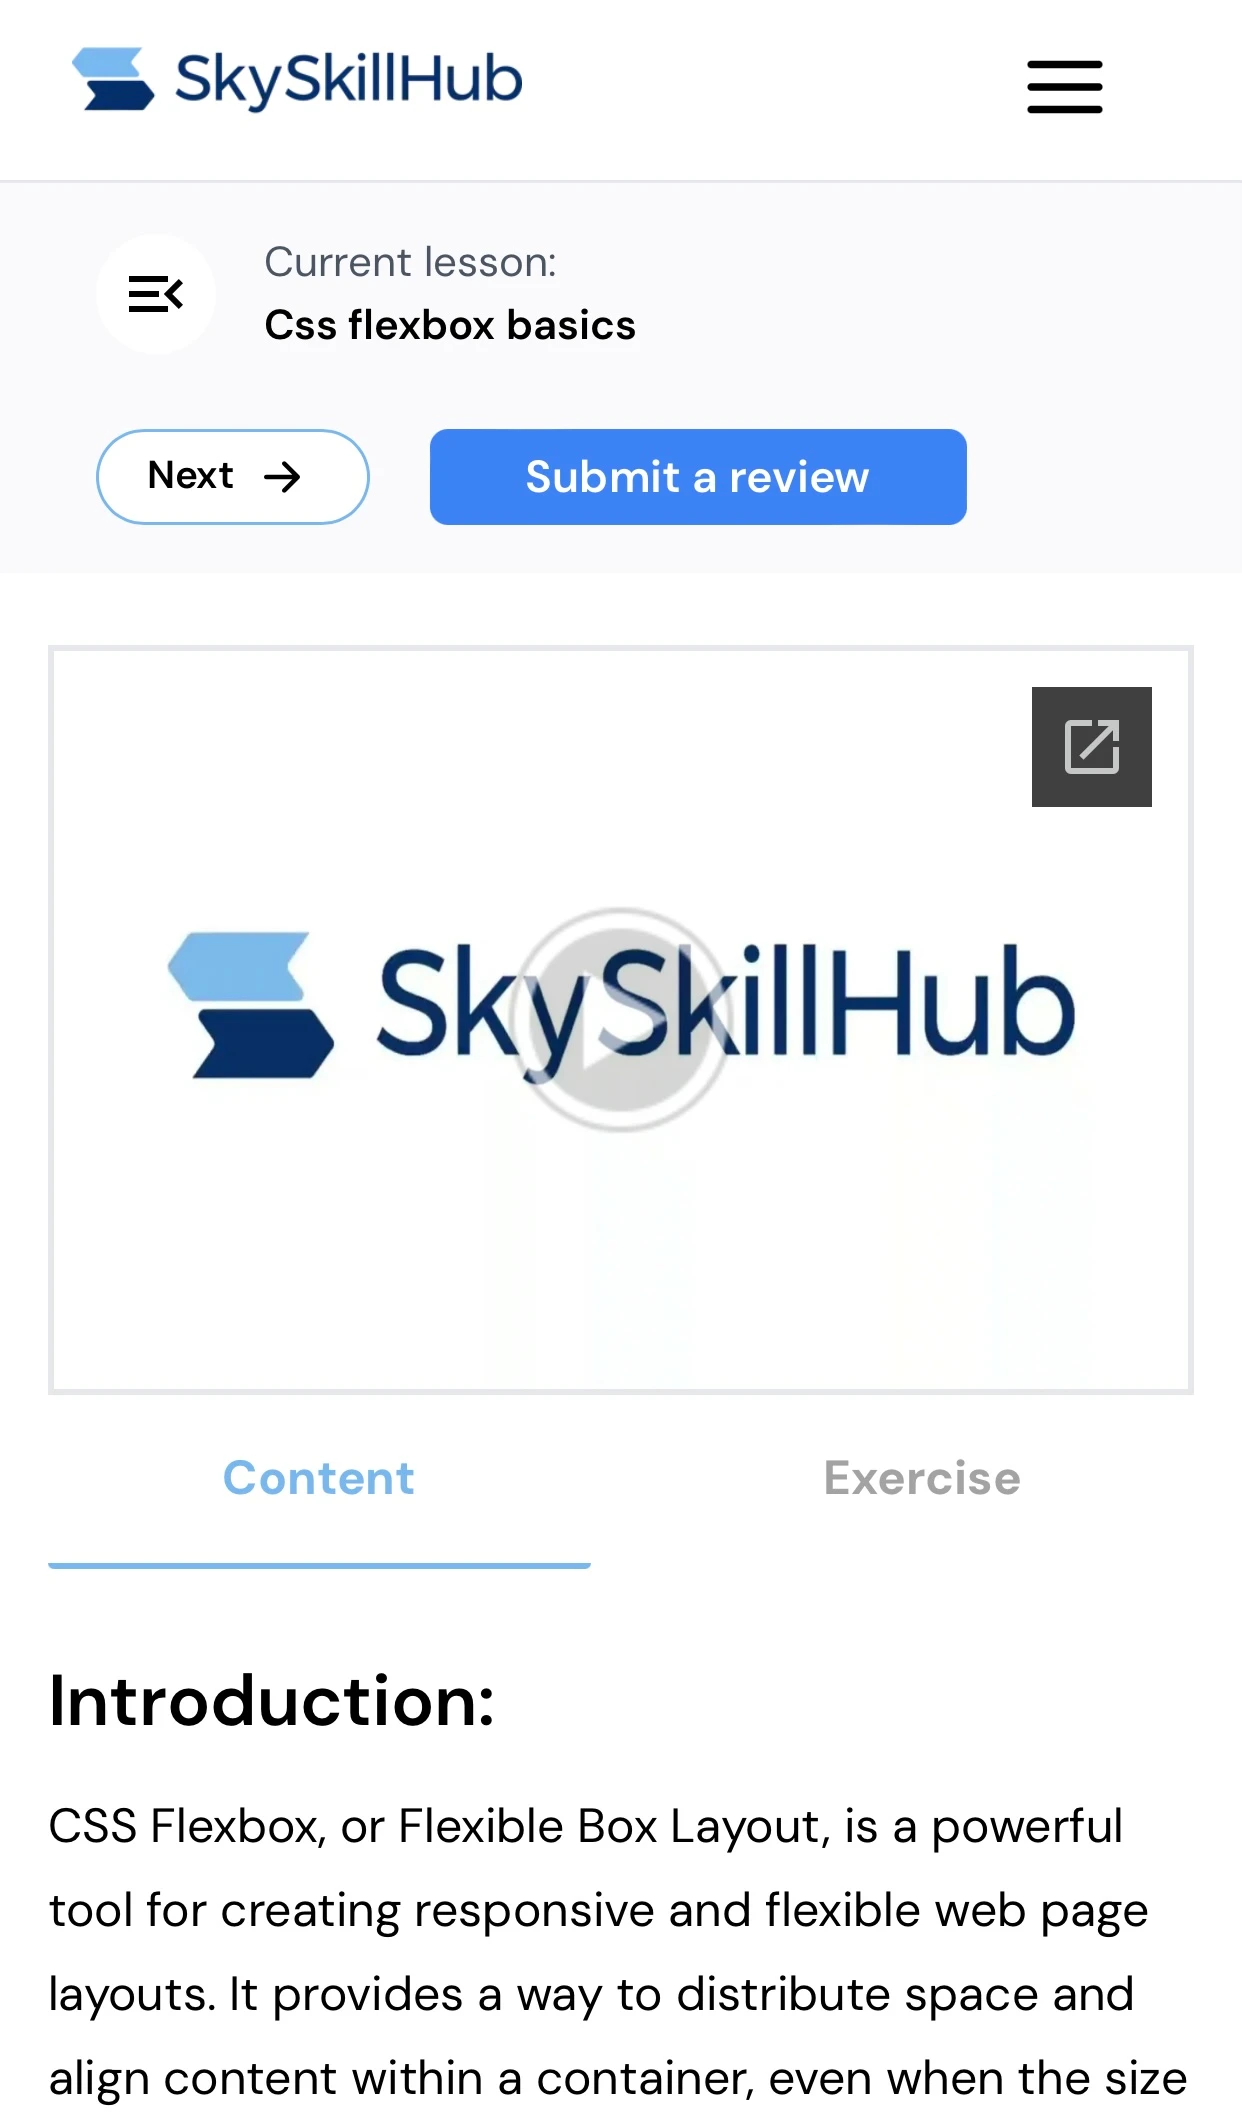 SkySkillHub
Current lesson:
Css flexbox basics
Next
Submit a review
SkySkillHub
Content
Exercise
Introduction:
CSS Flexbox, or Flexible Box Layout, is a powerful
tool for creating responsive and flexible web page
layouts. It provides a way to distribute space and
align content within a container, even when the size